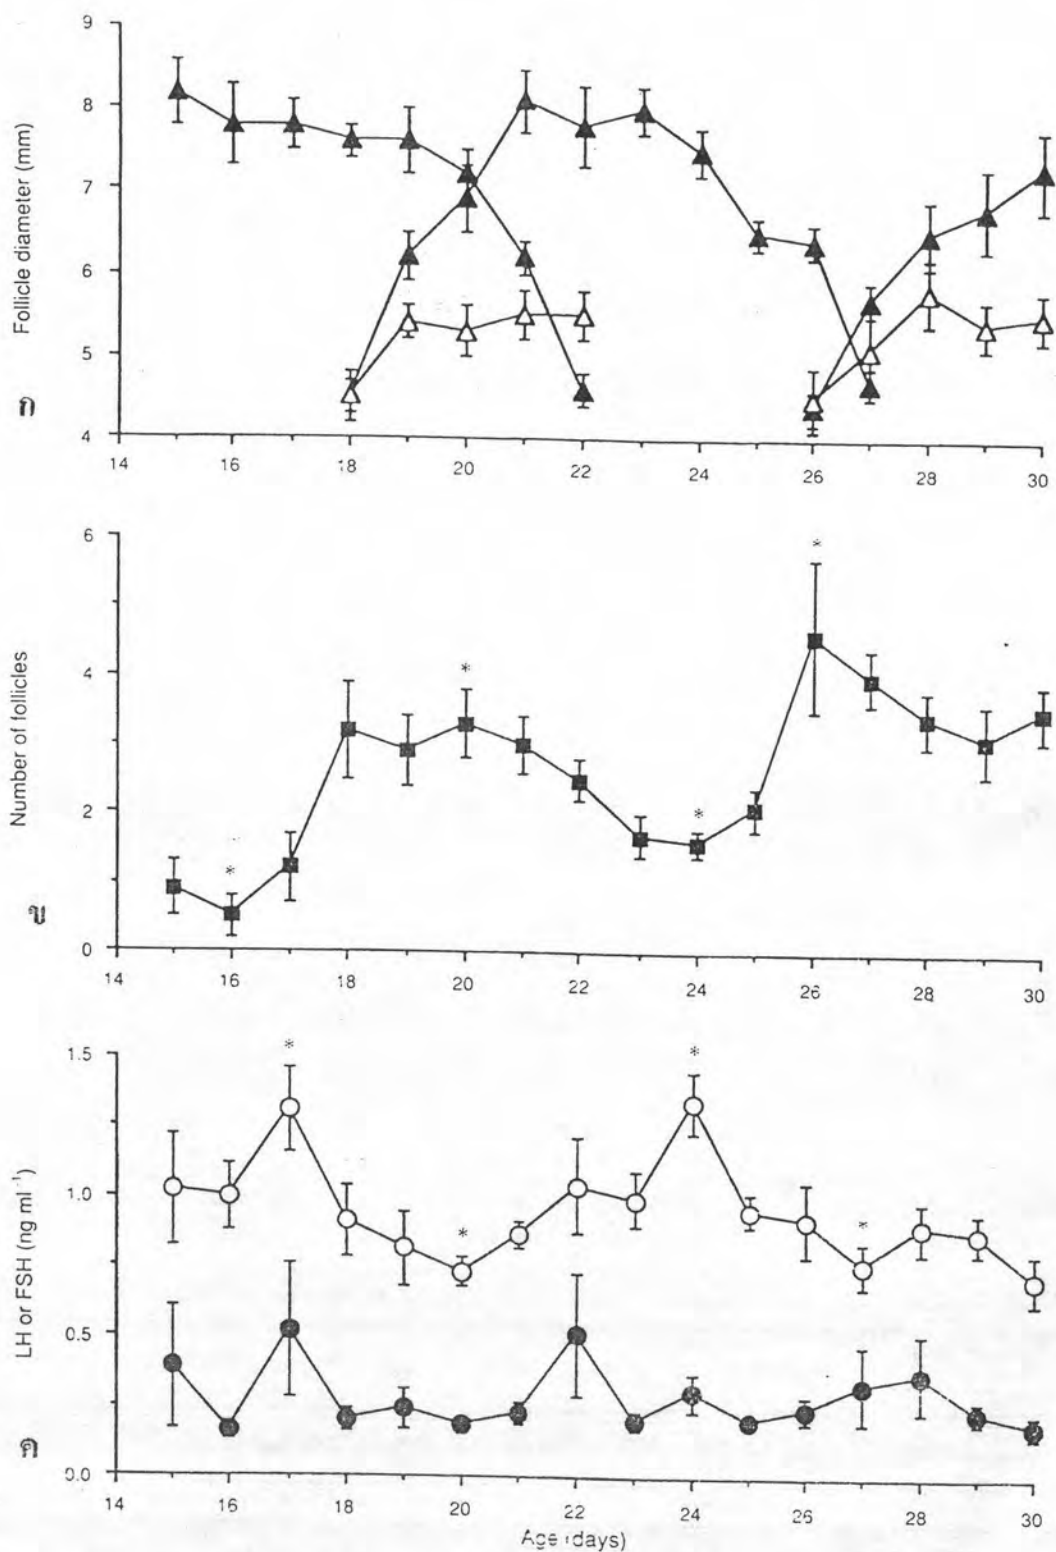 9
8
7
6
5
4
Follicle diameter (mm)
ก
14 16 18 20 22 24 26 28 30
6
4
2
0
Number of follicles
ข
* * * *
14 16 18 20 22 24 26 28 30
1.5
1.0
0.5
0.0
LH or FSH (ng ml⁻¹)
ค
* * * *
14 16 18 20 22 24 26 28 30
Age (days)